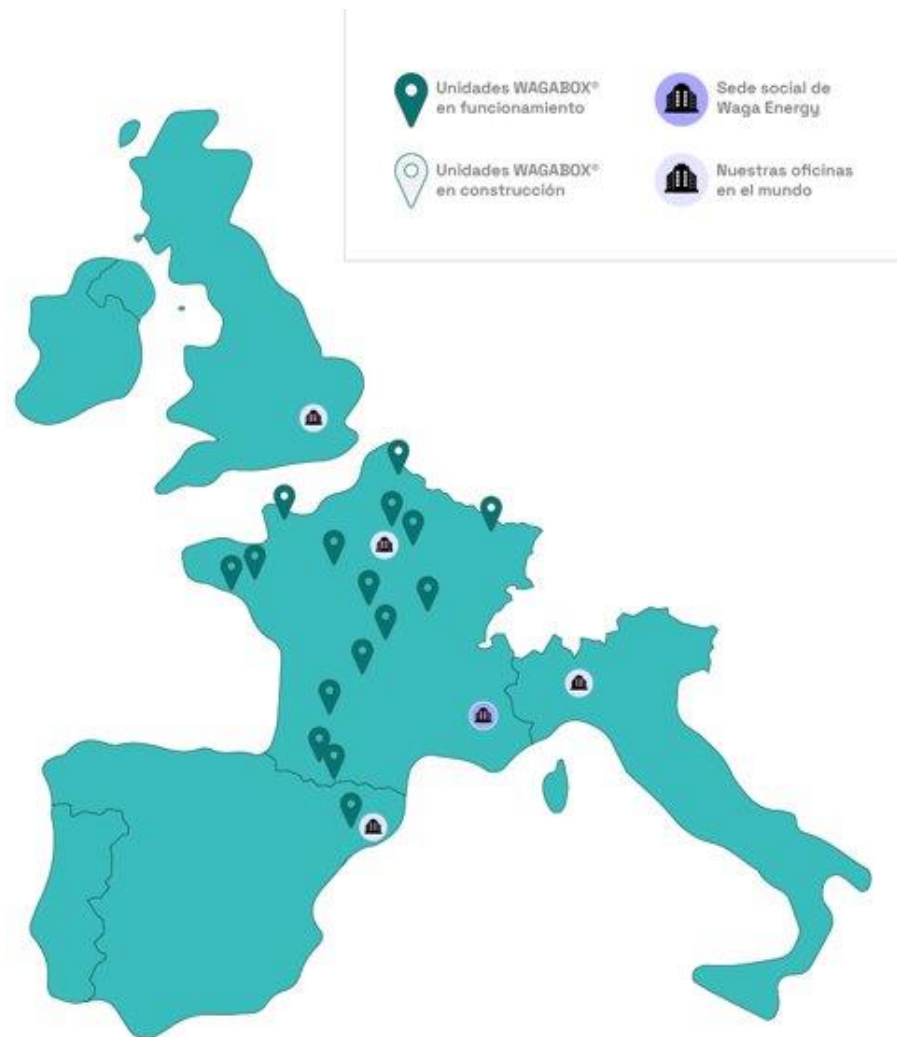 Unidades WAGABOX®
en funcionamiento
Sede social de
Waga Energy
Unidades WAGABOX®
en construcción
Nuestras oficinas
en el mundo